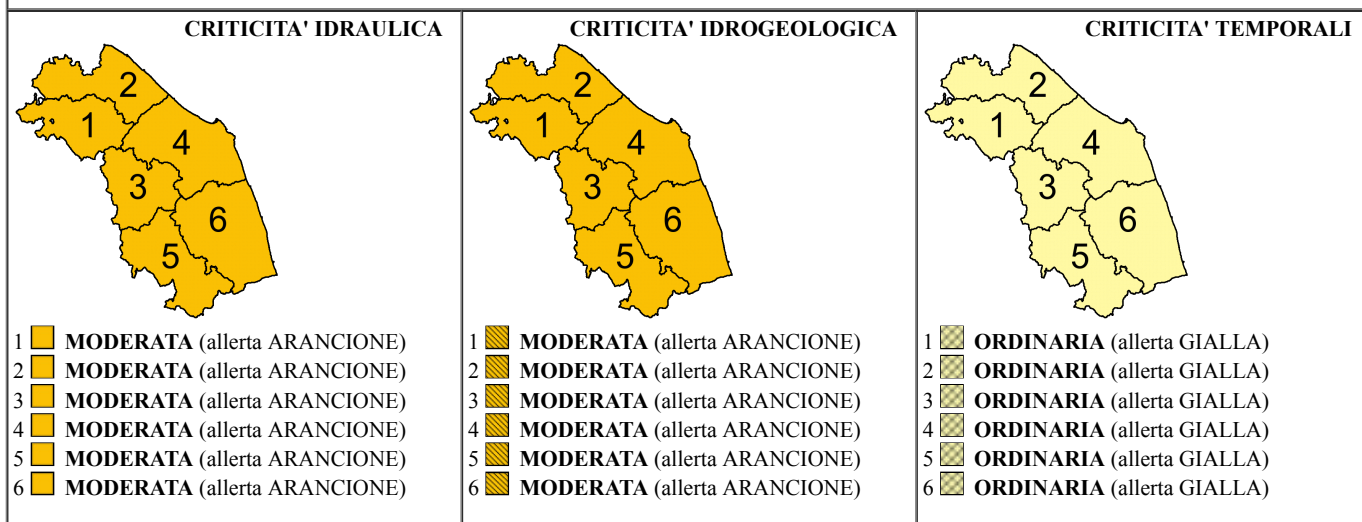 CRITICITA' IDRAULICA
2
1
4
3
6
5
1 MODERATA (allerta ARANCIONE)
2 MODERATA (allerta ARANCIONE)
3 MODERATA (allerta ARANCIONE)
4 MODERATA (allerta ARANCIONE)
5 MODERATA (allerta ARANCIONE)
6 MODERATA (allerta ARANCIONE)
CRITICITA' IDROGEOLOGICA
2
1
4
3
6
5
1 MODERATA (allerta ARANCIONE)
2 MODERATA (allerta ARANCIONE)
3 MODERATA (allerta ARANCIONE)
4 MODERATA (allerta ARANCIONE)
5 MODERATA (allerta ARANCIONE)
6 MODERATA (allerta ARANCIONE)
CRITICITA' TEMPORALI
2
1
4
3
6
5
1 ORDINARIA (allerta GIALLA)
2 ORDINARIA (allerta GIALLA)
3 ORDINARIA (allerta GIALLA)
4 ORDINARIA (allerta GIALLA)
5 ORDINARIA (allerta GIALLA)
6 ORDINARIA (allerta GIALLA)